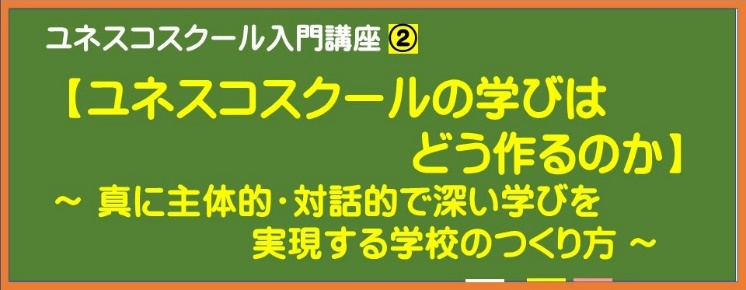 ユネスコスクール入門講座②
【ユネスコスクールの学びは
どう作るのか】
～ 真に主体的・対話的で深い学びを
実現する学校のつくり方 ～